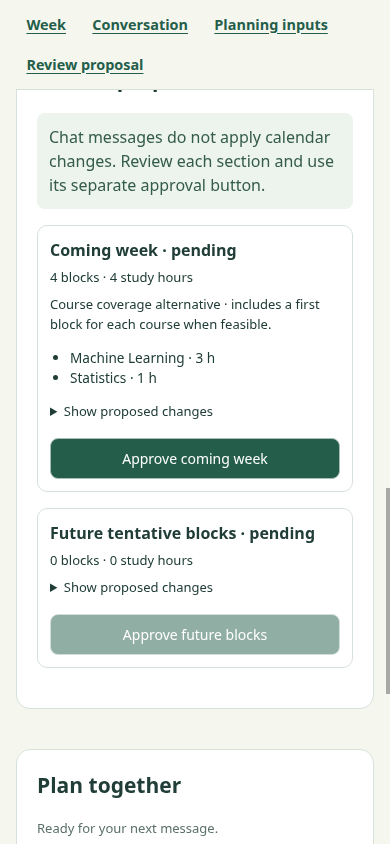 Week Conversation Planning inputs
Review proposal
Chat messages do not apply calendar
changes. Review each section and use
its separate approval button.
Coming week · pending
4 blocks · 4 study hours
Course coverage alternative · includes a first
block for each course when feasible.
Machine Learning · 3 h
Statistics · 1 h
Show proposed changes
Approve coming week
Future tentative blocks · pending
0 blocks · 0 study hours
Show proposed changes
Approve future blocks
Plan together
Ready for your next message.